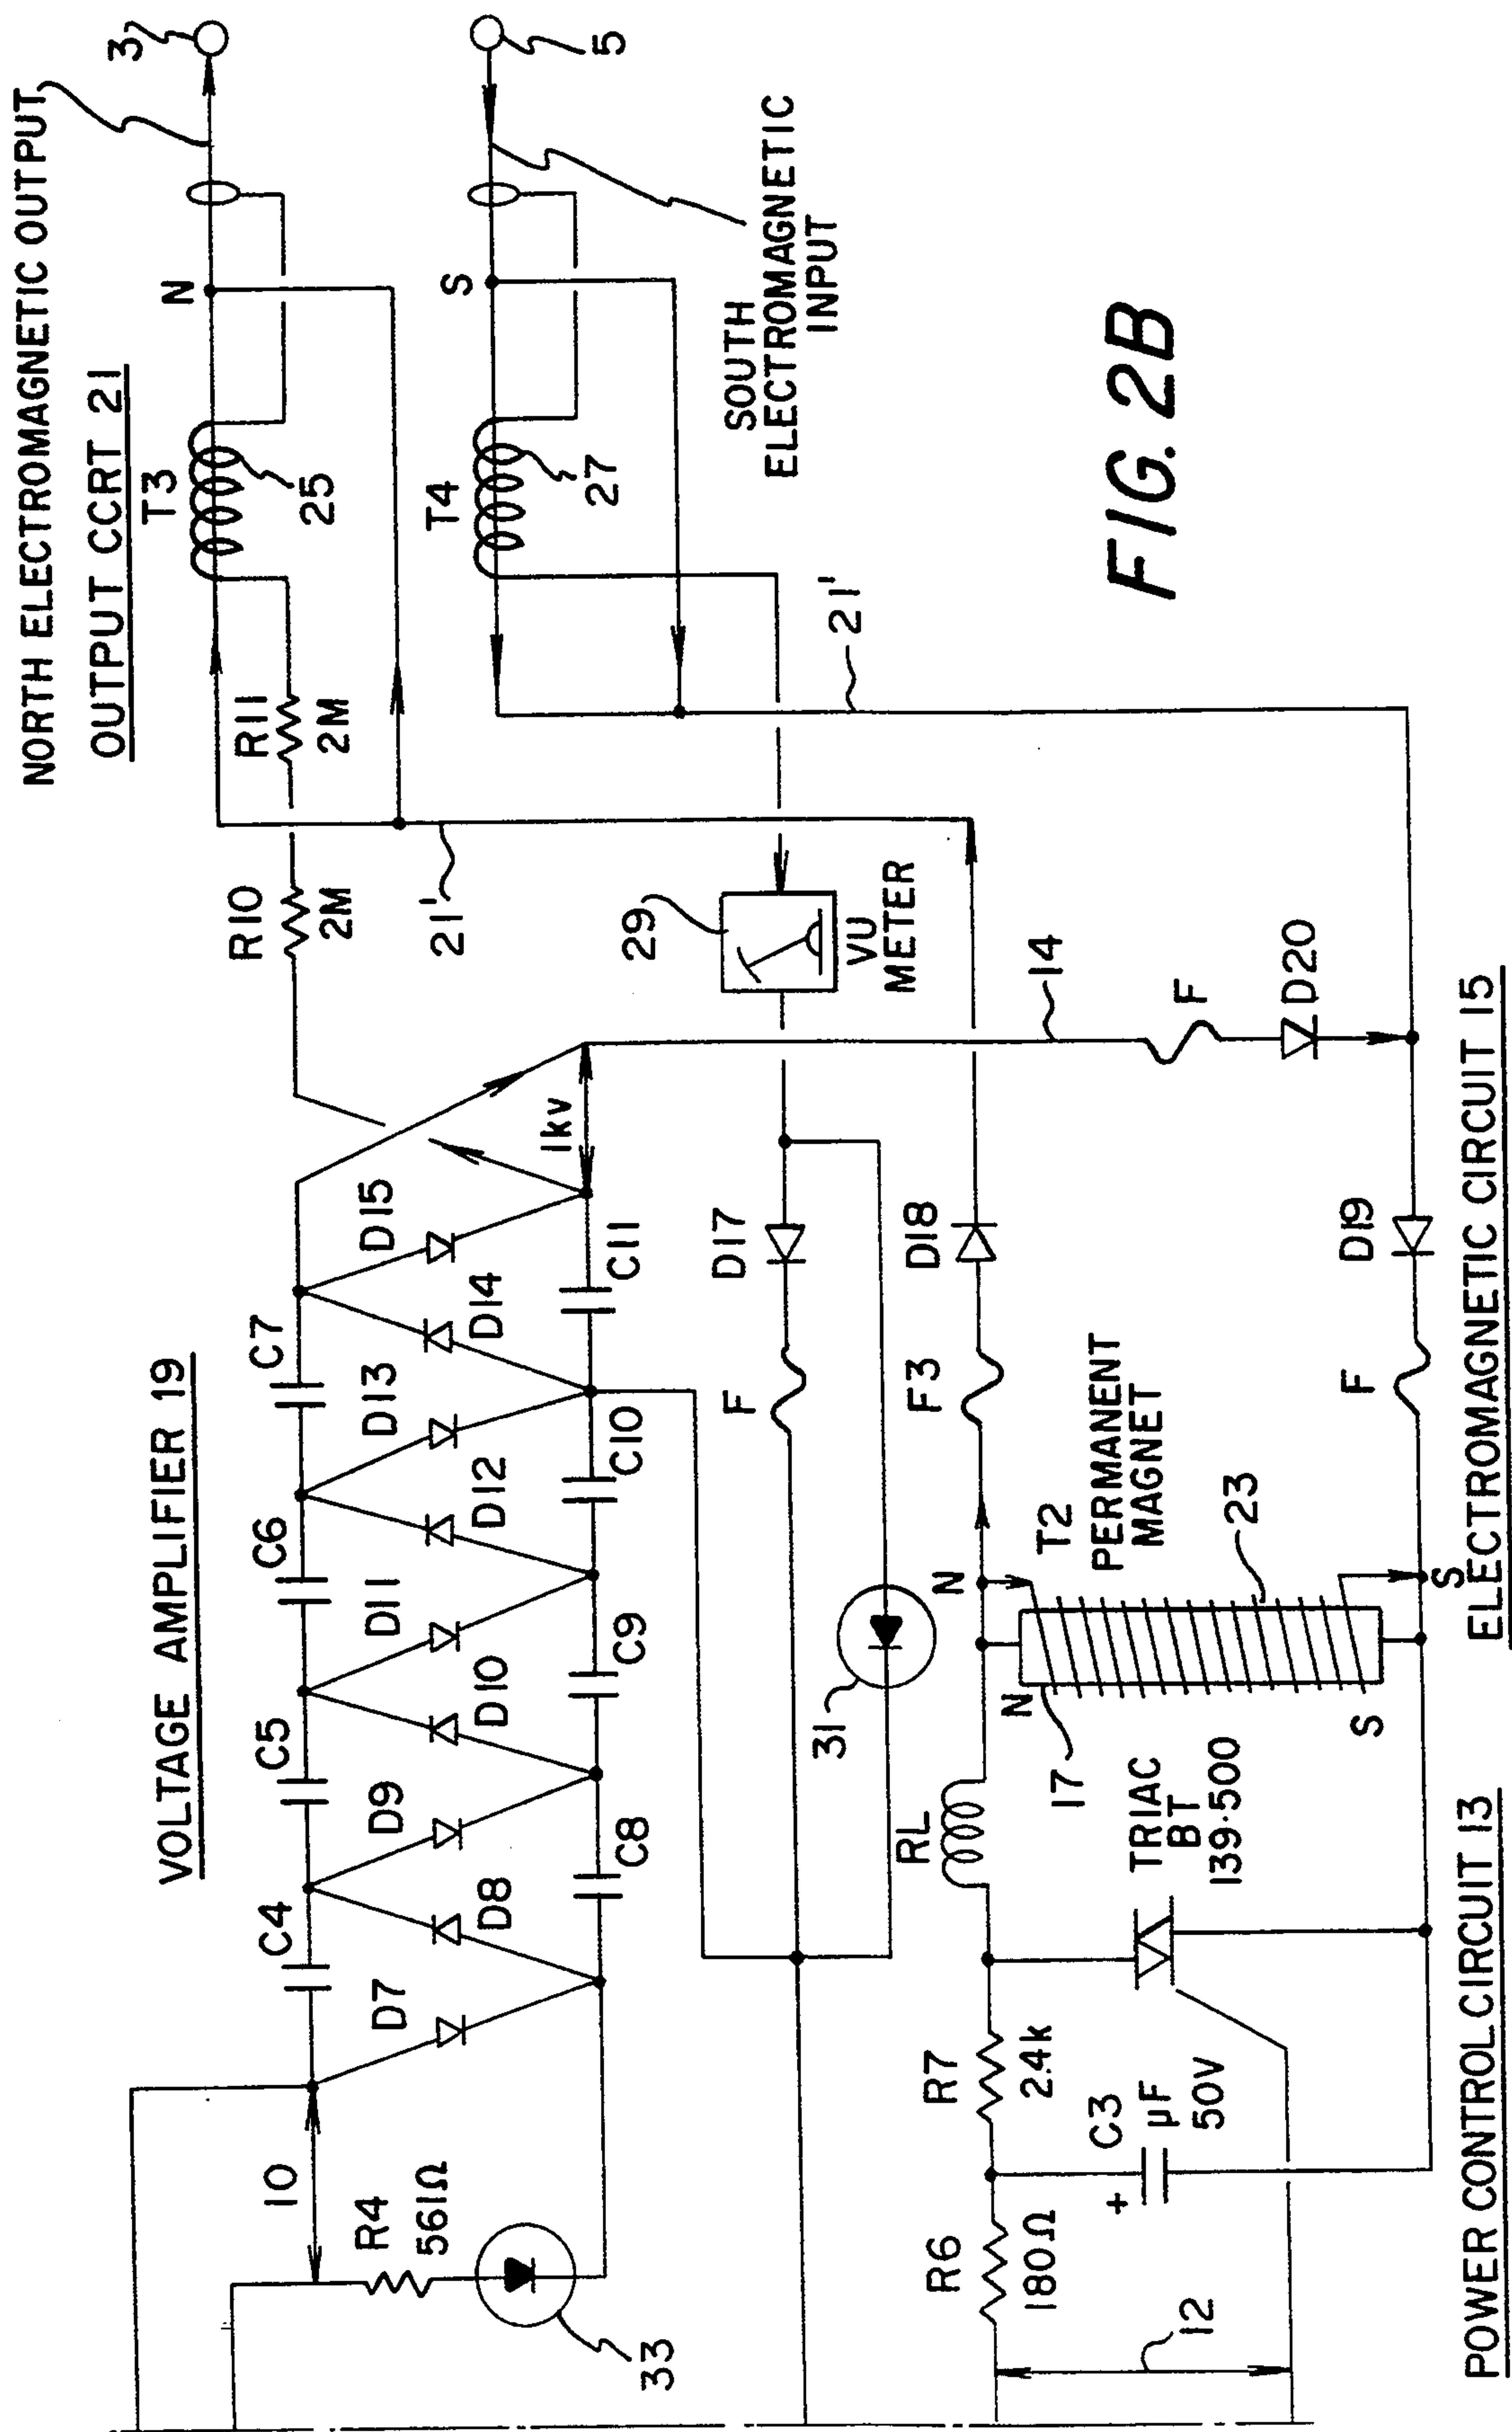 NORTH ELECTROMAGNETIC OUTPUT
3
OUTPUT CCRT 21
N
T3
25
R11
2M
R10
2M
5
S
T4
27
SOUTH
ELECTROMAGNETIC
INPUT
21'
21'
FIG. 2B
VOLTAGE AMPLIFIER 19
C7
C6
C5
C4
D15
D14
D13
D12
D11
D10
D9
D8
D7
C11
C10
C9
C8
1kv
10
R4
561Ω
33
29
VU
METER
14
F
D20
D17
F
D18
F3
31
N
T2
PERMANENT
MAGNET
23
N
17
S
S
D19
F
ELECTROMAGNETIC CIRCUIT 15
RL
TRIAC
BT
139·500
R7
2.4k
C3
µF
50V
+
R6
180Ω
12
POWER CONTROL CIRCUIT 13